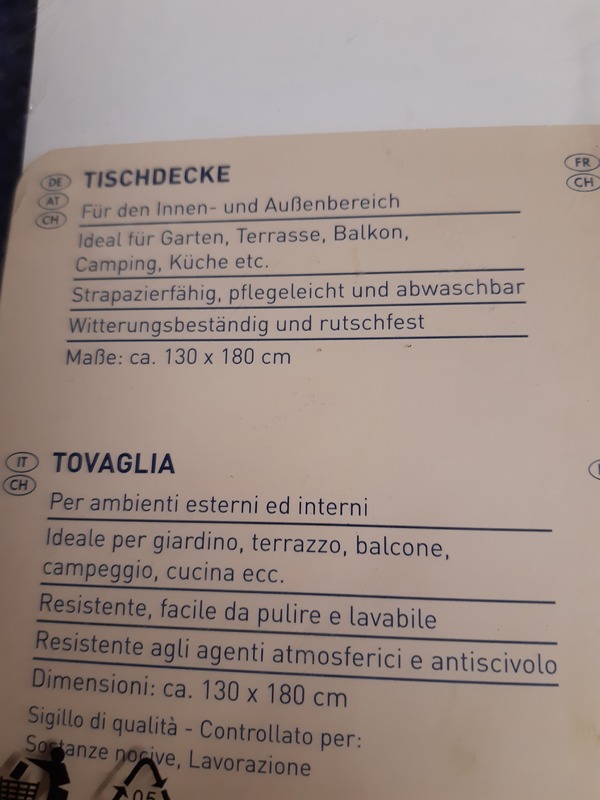 DE TISCHDECKE
AT
CH
Für den Innen- und Außenbereich
Ideal für Garten, Terrasse, Balkon,
Camping, Küche etc.
Strapazierfähig, pflegeleicht und abwaschbar
Witterungsbeständig und rutschfest
Maße: ca. 130 x 180 cm
FR
CH
IT TOVAGLIA
CH
Per ambienti esterni ed interni
Ideale per giardino, terrazzo, balcone,
campeggio, cucina ecc.
Resistente, facile da pulire e lavabile
Resistente agli agenti atmosferici e antiscivolo
Dimensioni: ca. 130 x 180 cm
Sigillo di qualità - Controllato per:
Sostanze nocive, Lavorazione
05